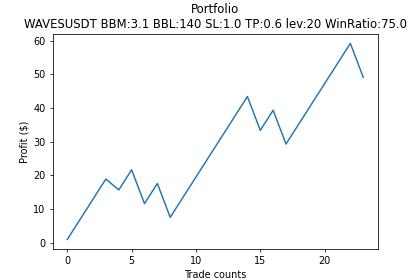 Portfolio
WAVESUSDT BBM:3.1 BBL:140 SL:1.0 TP:0.6 lev:20 WinRatio:75.0
60
50
40
30
20
10
0
Profit ($)
0 5 10 15 20
Trade counts